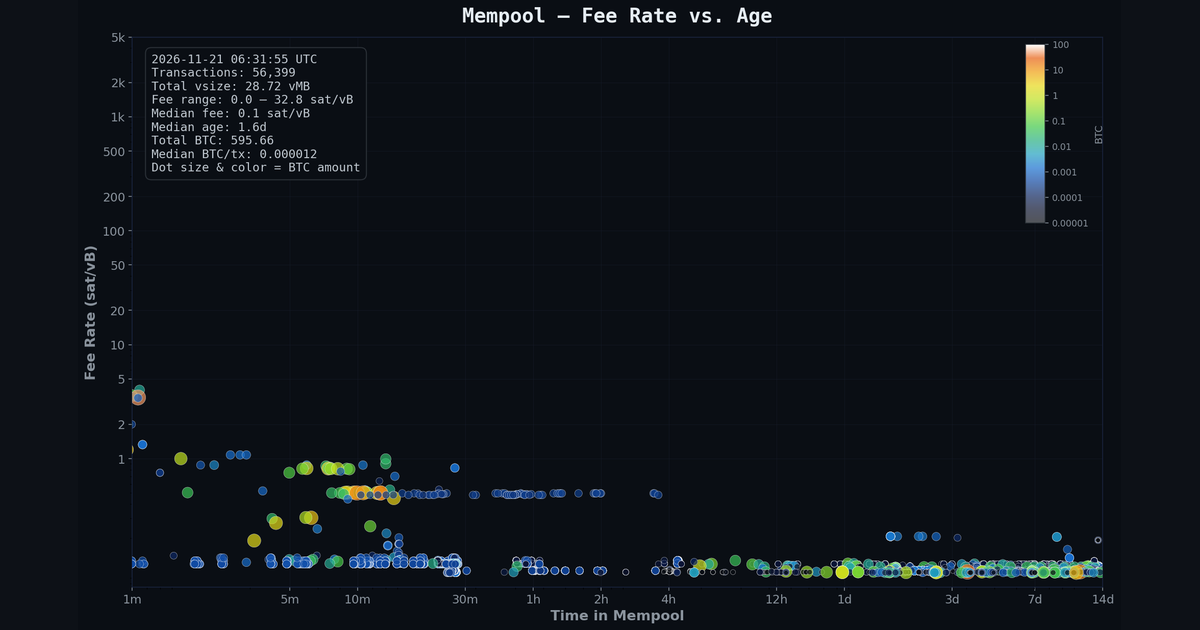 Mempool — Fee Rate vs. Age
2026-11-21 06:31:55 UTC
Transactions: 56,399
Total vsize: 28.72 vMB
Fee range: 0.0 – 32.8 sat/vB
Median fee: 0.1 sat/vB
Median age: 1.6d
Total BTC: 595.66
Median BTC/tx: 0.000012
Dot size & color = BTC amount
Fee Rate (sat/vB)
5k
2k
1k
500
200
100
50
20
10
5
2
1
100
10
1
0.1
0.01
0.001
0.0001
0.00001
BTC
1m
5m
10m
30m
1h
2h
4h
12h
1d
3d
7d
14d
Time in Mempool